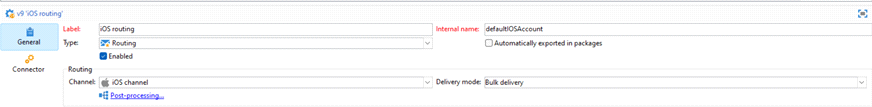 v9 'iOS routing'
General
Connector
Label: iOS routing Internal name: defaultIOSAccount
Type: Routing Automatically exported in packages
Enabled
Routing
Channel: iOS channel Delivery mode: Bulk delivery
Post-processing...